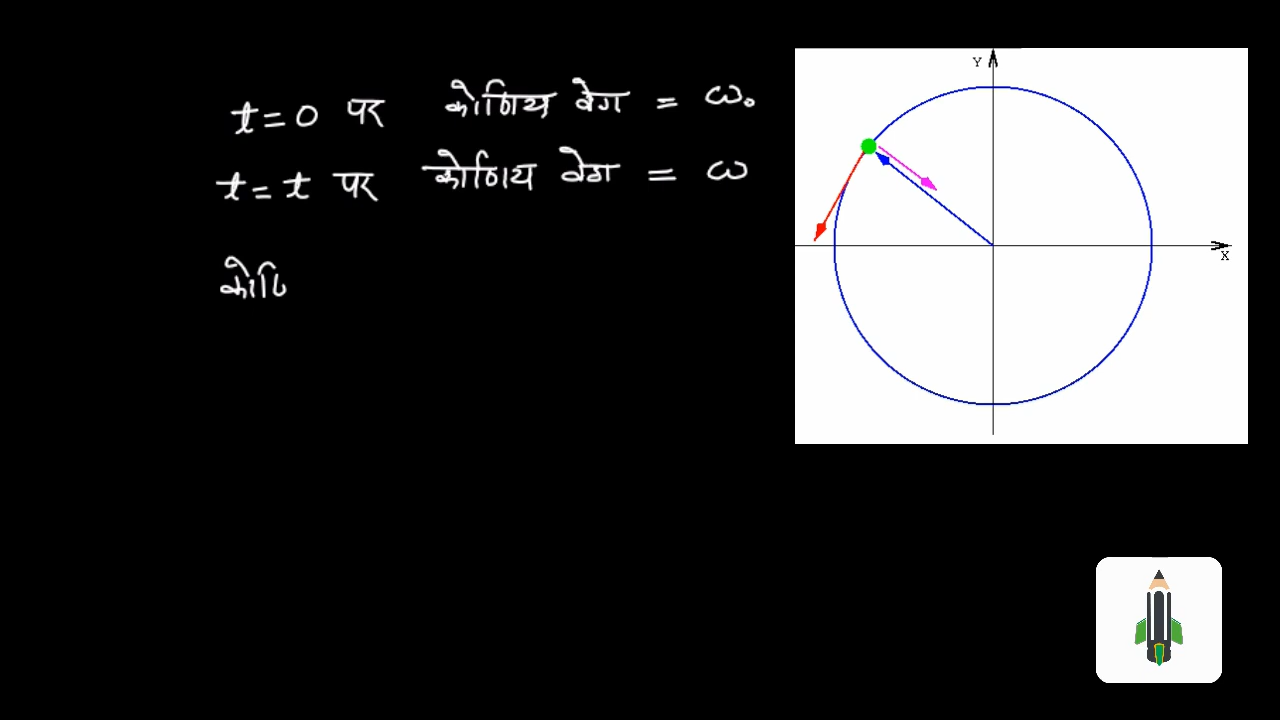 t = 0 पर कोणिय वेग = ω₀
t = t पर कोणिय वेग = ω
Y
X